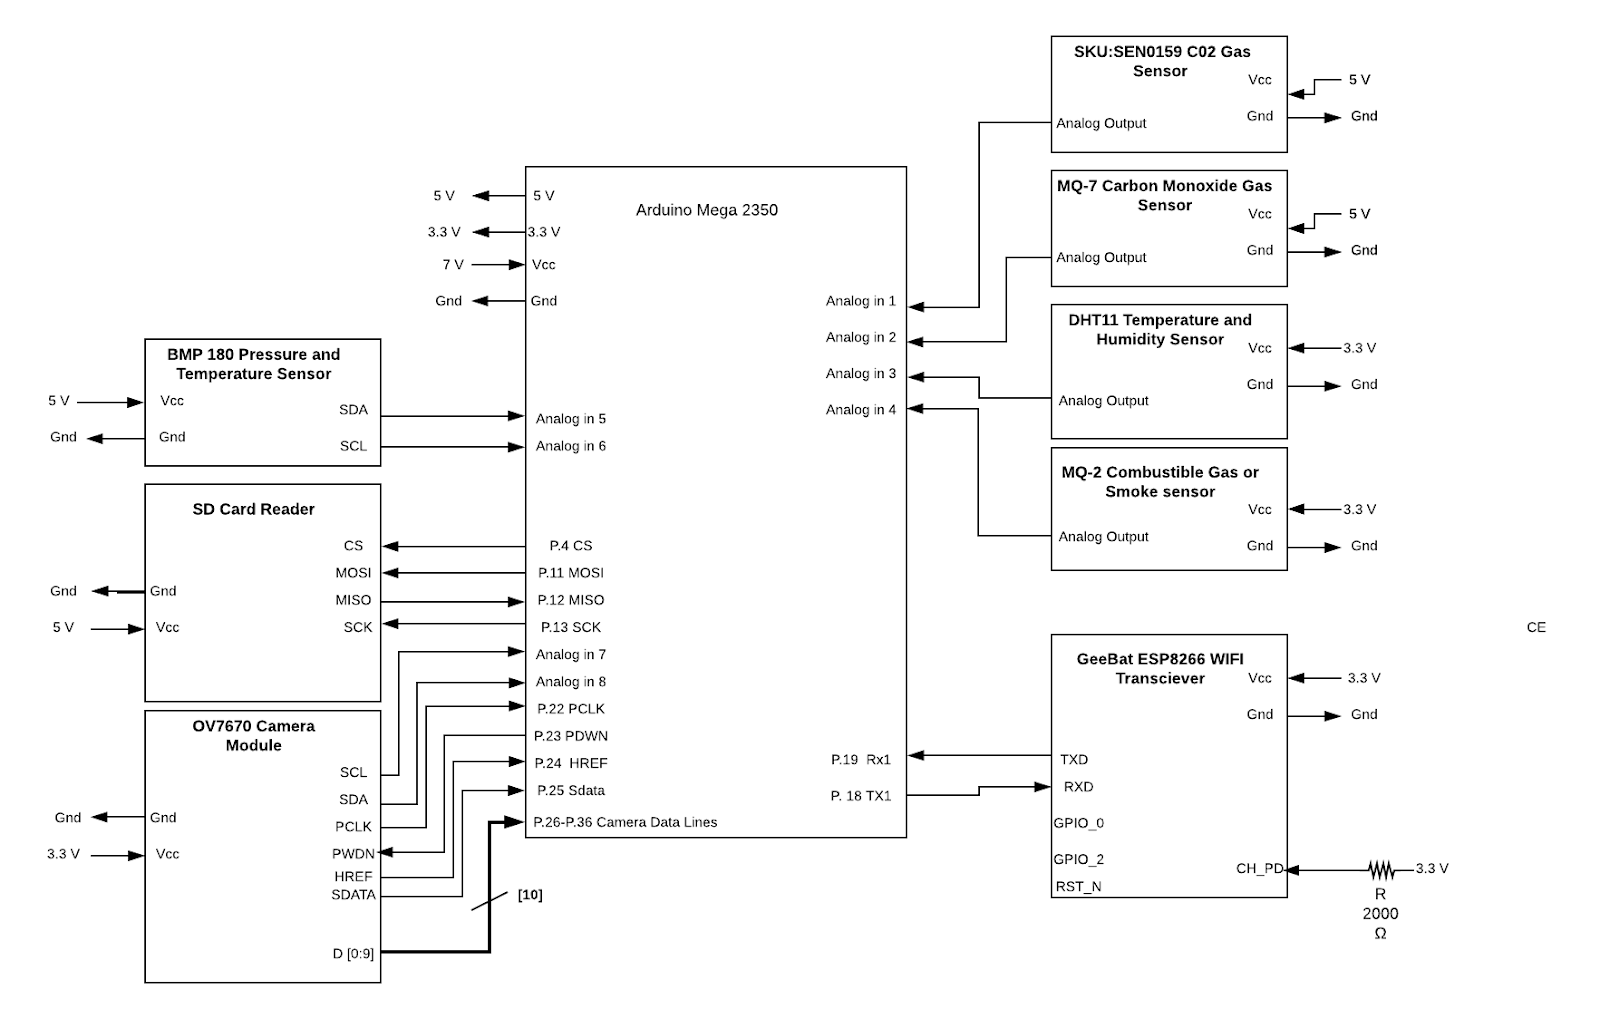 SKU:SEN0159 C02 Gas
Sensor
Vcc
5 V
Gnd
Gnd
Analog Output
MQ-7 Carbon Monoxide Gas
Sensor
Vcc
5 V
Gnd
Gnd
Analog Output
DHT11 Temperature and
Humidity Sensor
Vcc
3.3 V
Gnd
Gnd
Analog Output
MQ-2 Combustible Gas or
Smoke sensor
Vcc
3.3 V
Gnd
Gnd
Analog Output
Arduino Mega 2350
5 V
5 V
3.3 V
3.3 V
7 V
Vcc
Gnd
Gnd
Analog in 1
Analog in 2
Analog in 3
Analog in 4
Analog in 5
Analog in 6
P.4 CS
P.11 MOSI
P.12 MISO
P.13 SCK
Analog in 7
Analog in 8
P.22 PCLK
P.23 PDWN
P.24 HREF
P.25 Sdata
P.26-P.36 Camera Data Lines
P.19 Rx1
P. 18 TX1
BMP 180 Pressure and
Temperature Sensor
5 V
Vcc
Gnd
Gnd
SDA
SCL
SD Card Reader
CS
MOSI
MISO
SCK
Gnd
Gnd
5 V
Vcc
OV7670 Camera
Module
SCL
SDA
PCLK
PWDN
HREF
SDATA
D [0:9]
Gnd
Gnd
3.3 V
Vcc
[10]
GeeBat ESP8266 WIFI
Transciever
Vcc
3.3 V
Gnd
Gnd
TXD
RXD
GPIO_0
GPIO_2
RST_N
CH_PD
3.3 V
R
2000
Ω
CE